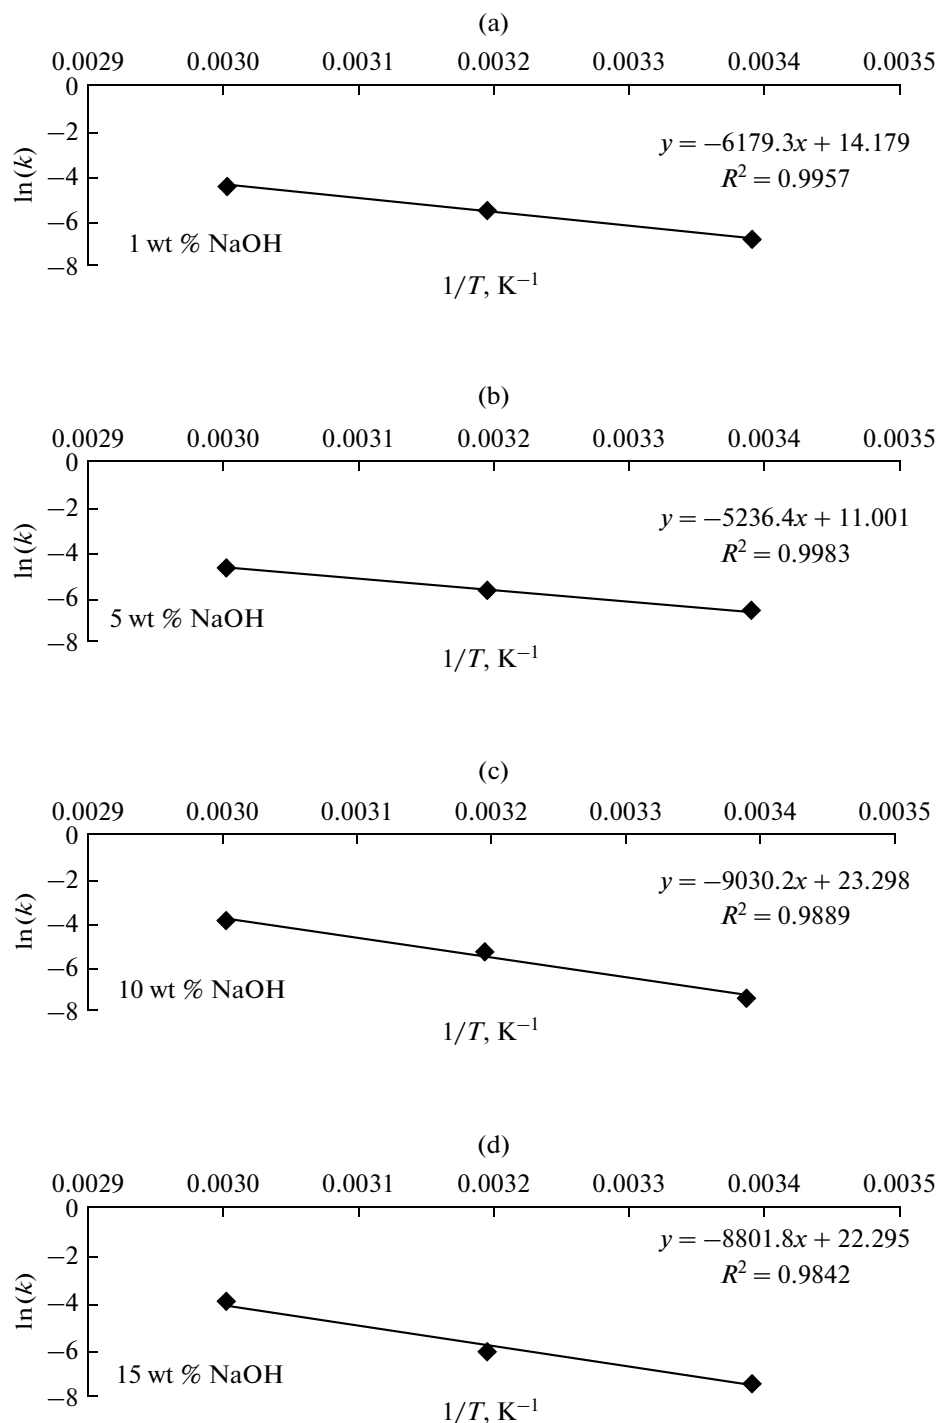 (a)
0.0029 0.0030 0.0031 0.0032 0.0033 0.0034 0.0035
0
−2
−4
−6
−8
ln(k)
y = −6179.3x + 14.179
R² = 0.9957
1 wt % NaOH
1/T, K⁻¹
(b)
0.0029 0.0030 0.0031 0.0032 0.0033 0.0034 0.0035
0
−2
−4
−6
−8
ln(k)
y = −5236.4x + 11.001
R² = 0.9983
5 wt % NaOH
1/T, K⁻¹
(c)
0.0029 0.0030 0.0031 0.0032 0.0033 0.0034 0.0035
0
−2
−4
−6
−8
ln(k)
y = −9030.2x + 23.298
R² = 0.9889
10 wt % NaOH
1/T, K⁻¹
(d)
0.0029 0.0030 0.0031 0.0032 0.0033 0.0034 0.0035
0
−2
−4
−6
−8
ln(k)
y = −8801.8x + 22.295
R² = 0.9842
15 wt % NaOH
1/T, K⁻¹